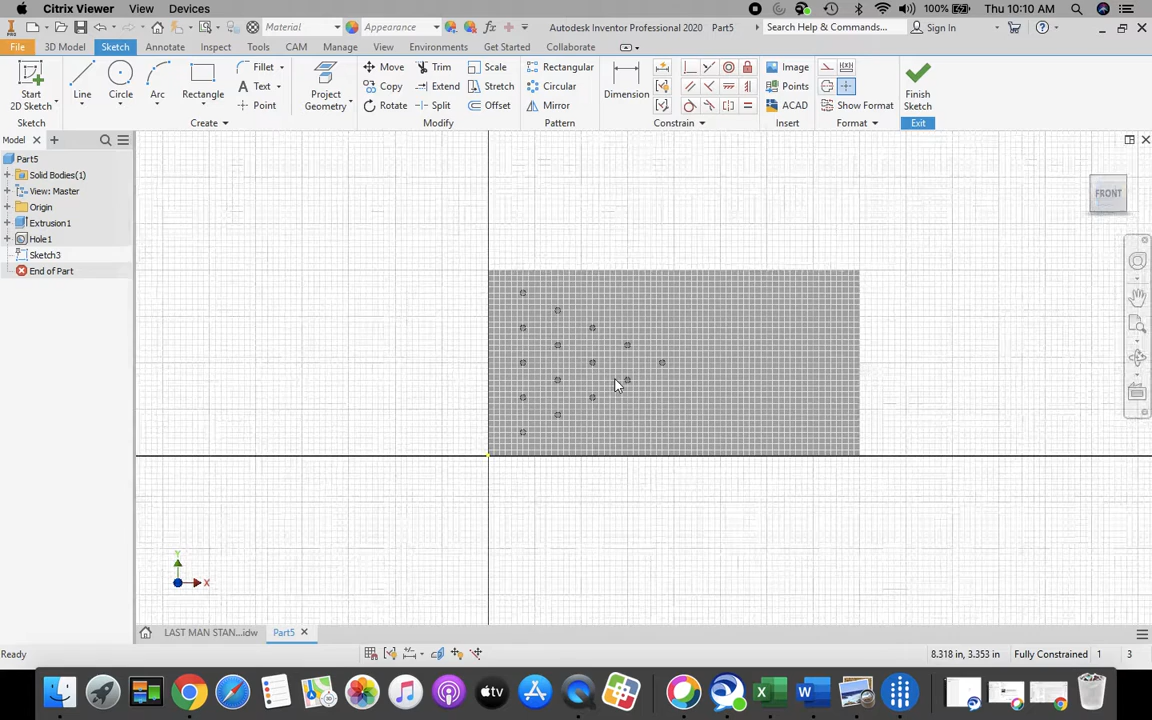 Citrix Viewer View Devices 100% Thu 10:10 AM
Material Appearance Autodesk Inventor Professional 2020 Part5 Search Help & Commands... Sign In
File 3D Model Sketch Annotate Inspect Tools CAM Manage View Environments Get Started Collaborate
Start
2D Sketch
Line
Circle
Arc
Rectangle
Fillet
Text
Point
Project
Geometry
Move Trim Scale
Copy Extend Stretch
Rotate Split Offset
Rectangular
Circular
Mirror
Dimension
Image
Points
ACAD
Show Format
Finish
Sketch
Sketch Create Modify Pattern Constrain Insert Format Exit
Model
Part5
Solid Bodies(1)
View: Master
Origin
Extrusion1
Hole1
Sketch3
End of Part
FRONT
Y
X
LAST MAN STAN...idw Part5
Ready 8.318 in, 3.353 in Fully Constrained 1 3
tv